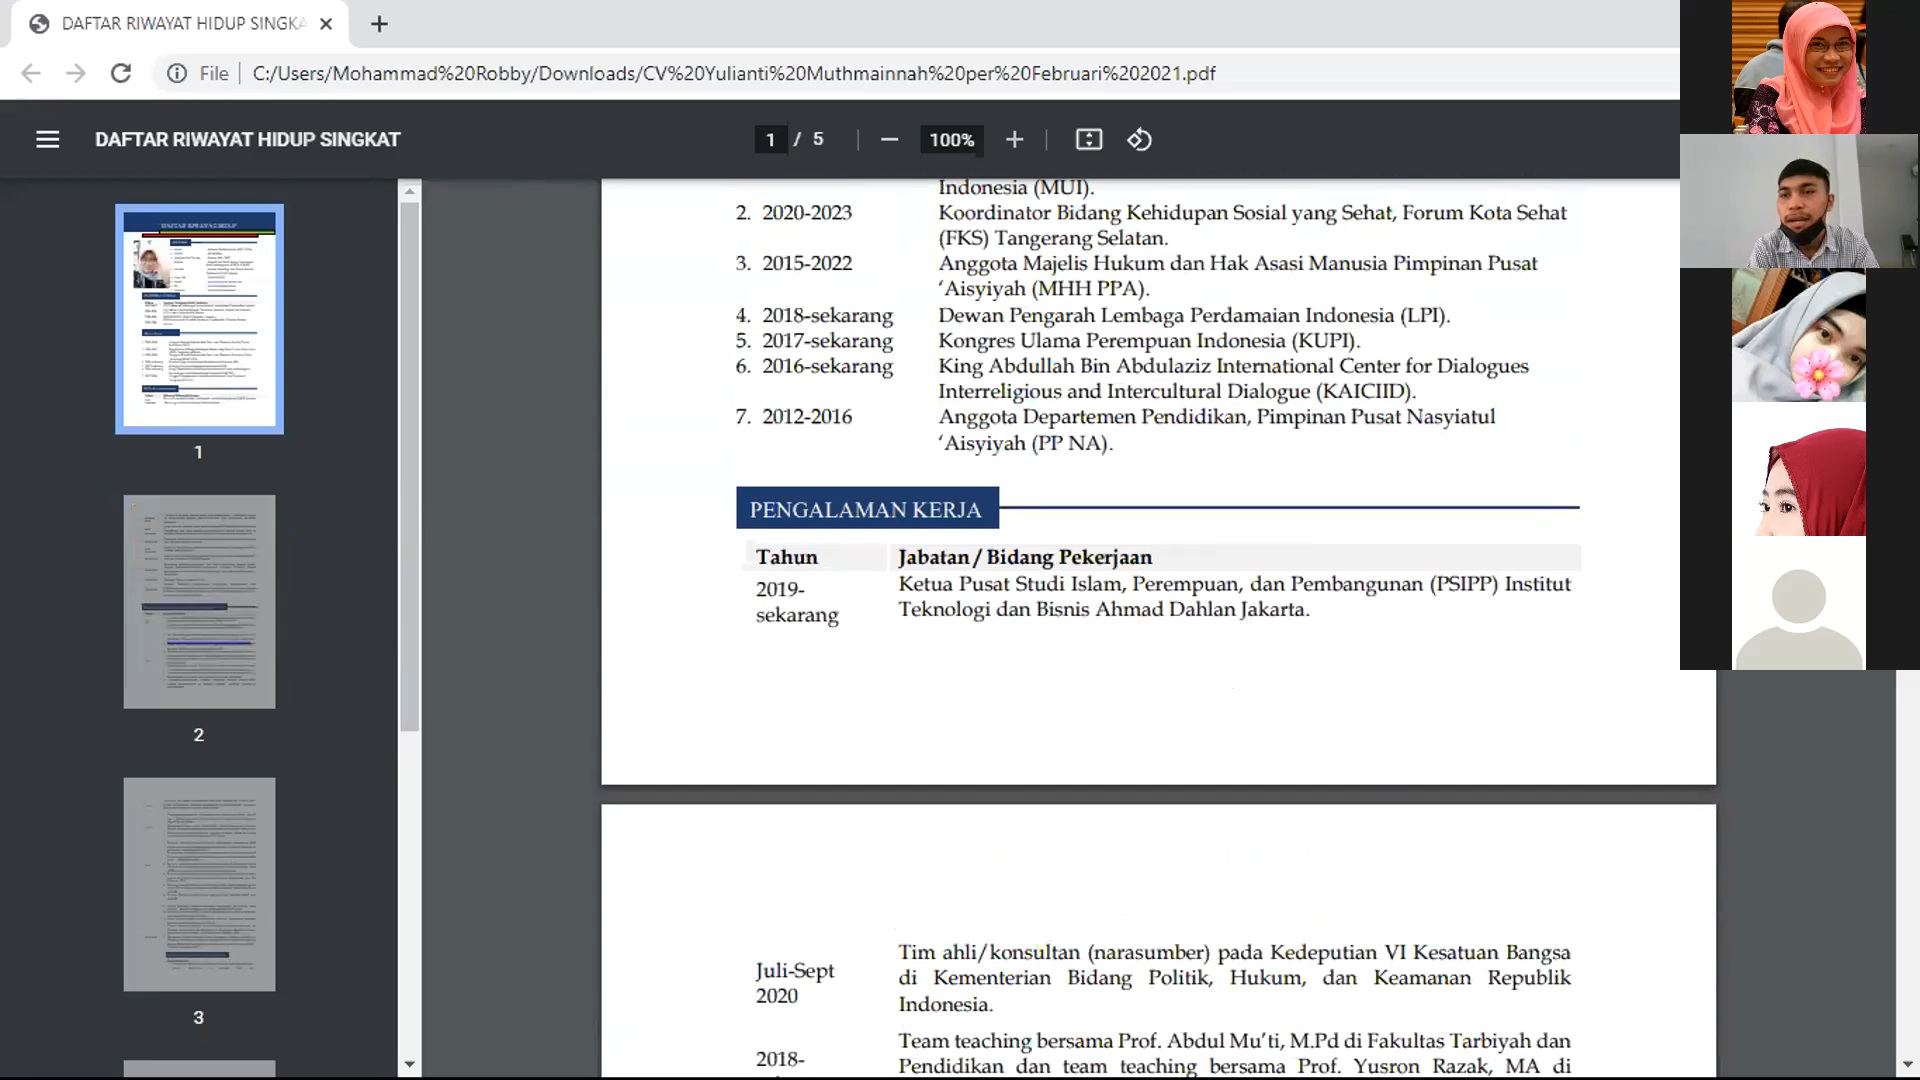 DAFTAR RIWAYAT HIDUP SINGKA
File
C:/Users/Mohammad%20Robby/Downloads/CV%20Yulianti%20Muthmainnah%20per%20Februari%202021.pdf
DAFTAR RIWAYAT HIDUP SINGKAT
1 / 5
100%
1
2
3
Indonesia (MUI).
2. 2020-2023 Koordinator Bidang Kehidupan Sosial yang Sehat, Forum Kota Sehat
(FKS) Tangerang Selatan.
3. 2015-2022 Anggota Majelis Hukum dan Hak Asasi Manusia Pimpinan Pusat
‘Aisyiyah (MHH PPA).
4. 2018-sekarang Dewan Pengarah Lembaga Perdamaian Indonesia (LPI).
5. 2017-sekarang Kongres Ulama Perempuan Indonesia (KUPI).
6. 2016-sekarang King Abdullah Bin Abdulaziz International Center for Dialogues
Interreligious and Intercultural Dialogue (KAICIID).
7. 2012-2016 Anggota Departemen Pendidikan, Pimpinan Pusat Nasyiatul
‘Aisyiyah (PP NA).
PENGALAMAN KERJA
Tahun Jabatan / Bidang Pekerjaan
2019-
sekarang
Ketua Pusat Studi Islam, Perempuan, dan Pembangunan (PSIPP) Institut
Teknologi dan Bisnis Ahmad Dahlan Jakarta.
Juli-Sept
2020
Tim ahli/konsultan (narasumber) pada Kedeputian VI Kesatuan Bangsa
di Kementerian Bidang Politik, Hukum, dan Keamanan Republik
Indonesia.
2018-
Team teaching bersama Prof. Abdul Mu’ti, M.Pd di Fakultas Tarbiyah dan
Pendidikan dan team teaching bersama Prof. Yusron Razak, MA di